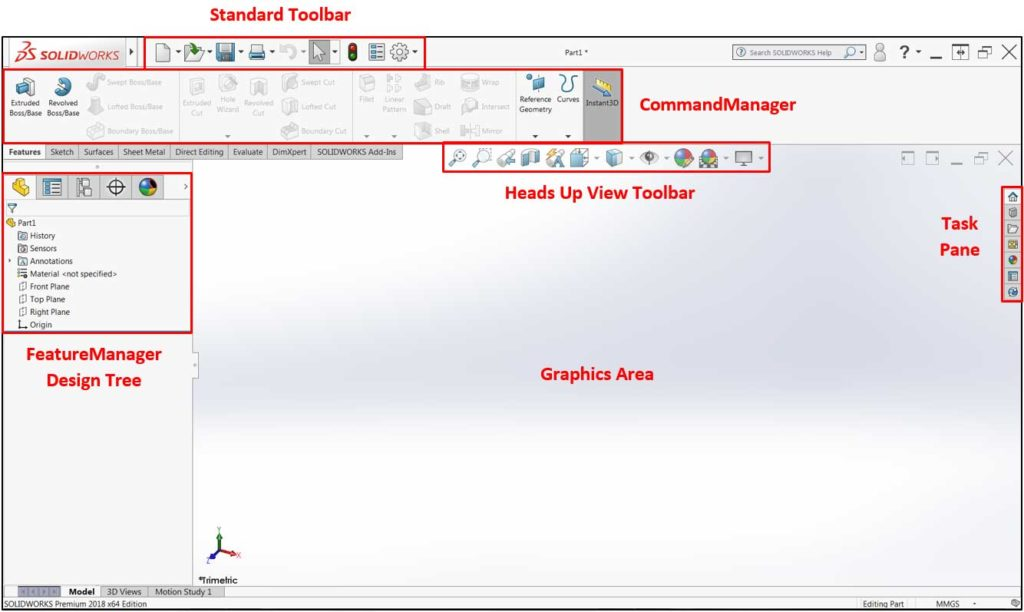 Standard Toolbar
SOLIDWORKS
Part1 *
Search SOLIDWORKS Help
?
Extruded Boss/Base
Revolved Boss/Base
Swept Boss/Base
Lofted Boss/Base
Boundary Boss/Base
Extruded Cut
Hole Wizard
Revolved Cut
Swept Cut
Lofted Cut
Boundary Cut
Fillet
Linear Pattern
Rib
Draft
Shell
Wrap
Intersect
Mirror
Reference Geometry
Curves
Instant3D
CommandManager
Features
Sketch
Surfaces
Sheet Metal
Direct Editing
Evaluate
DimXpert
SOLIDWORKS Add-Ins
Heads Up View Toolbar
Part1
History
Sensors
Annotations
Material <not specified>
Front Plane
Top Plane
Right Plane
Origin
FeatureManager
Design Tree
Task
Pane
Graphics Area
Y
X
Z
*Trimetric
Model
3D Views
Motion Study 1
SOLIDWORKS Premium 2018 x64 Edition
Editing Part
MMGS